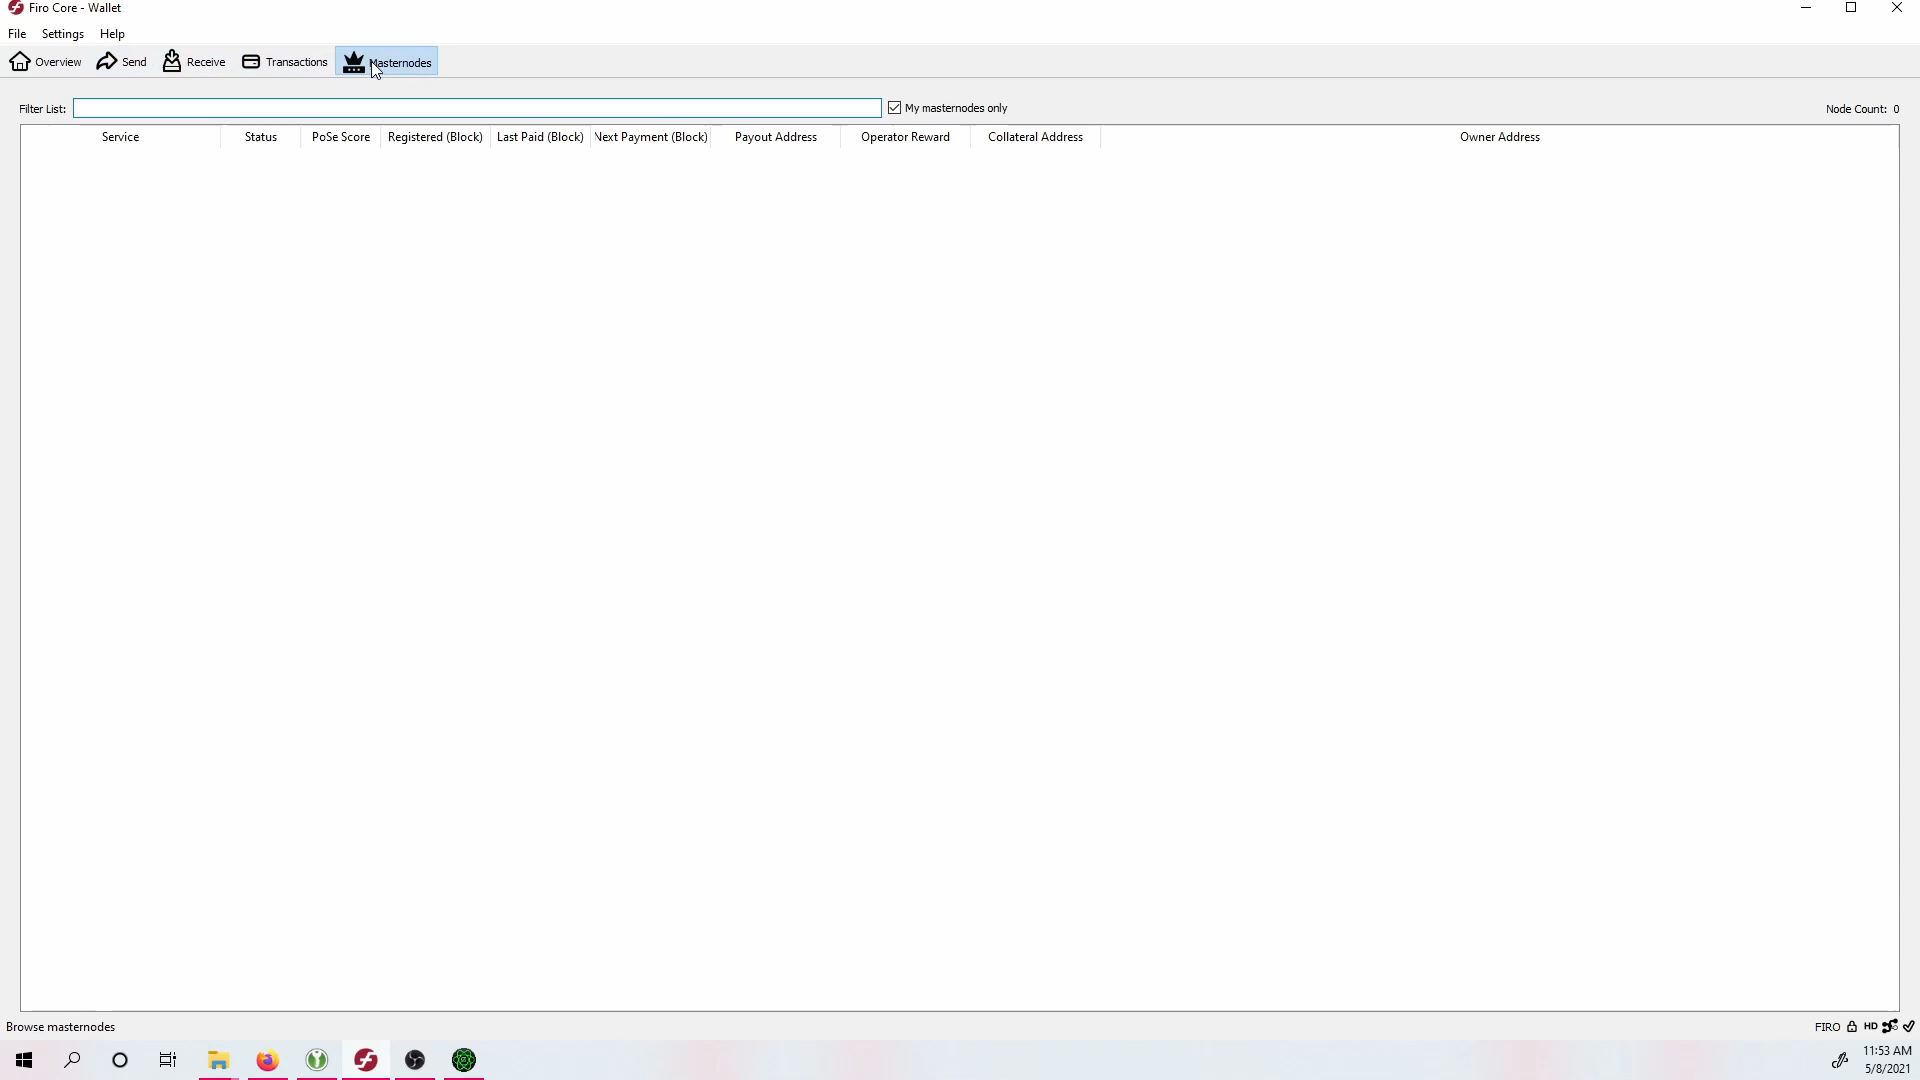 Firo Core - Wallet
File Settings Help
Overview Send Receive Transactions Masternodes
Filter List: My masternodes only Node Count: 0
Service Status PoSe Score Registered (Block) Last Paid (Block) Next Payment (Block) Payout Address Operator Reward Collateral Address Owner Address
Browse masternodes FIRO HD
11:53 AM
5/8/2021